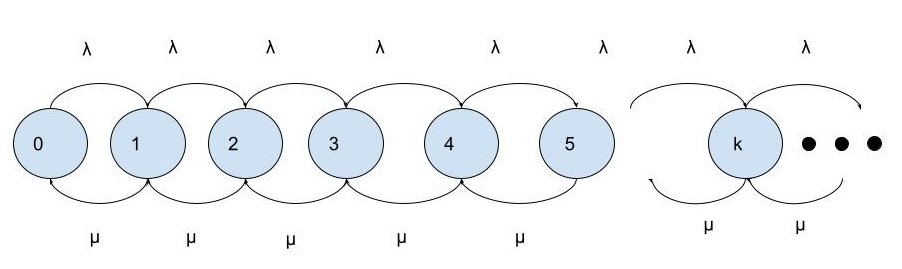 λ λ λ λ λ λ λ λ
0 1 2 3 4 5 k
μ μ μ μ μ μ μ